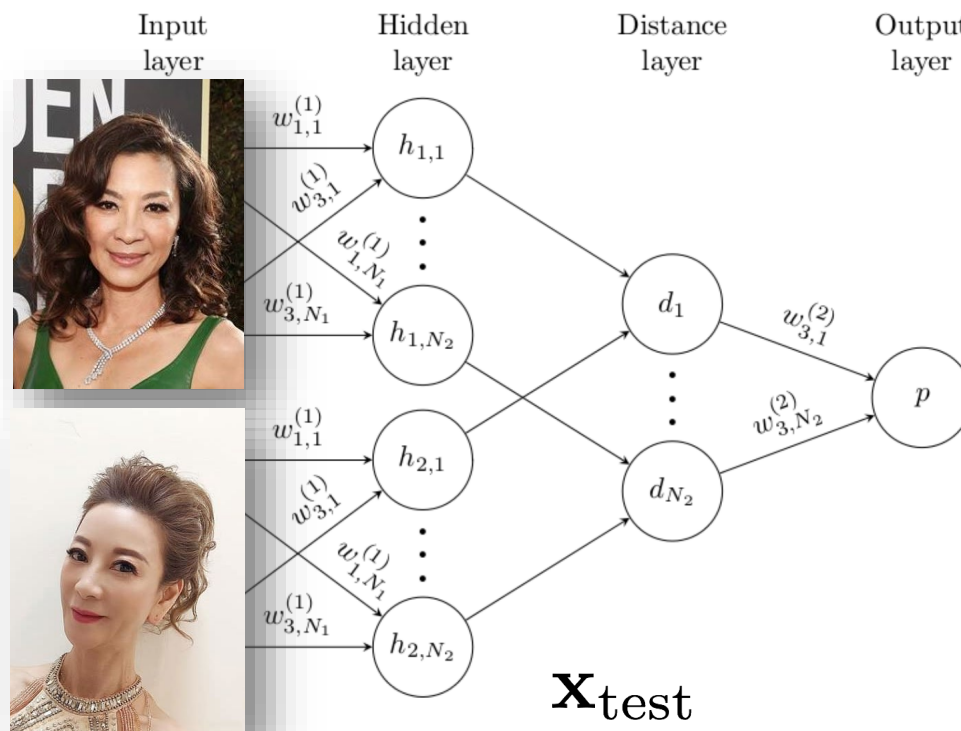 Input Hidden Distance Output
layer layer layer layer
w_{1,1}^{(1)}
w_{3,1}^{(1)}
w_{1,N_1}^{(1)}
w_{3,N_1}^{(1)}
h_{1,1}
h_{1,N_2}
w_{1,1}^{(1)}
w_{3,1}^{(1)}
w_{1,N_1}^{(1)}
w_{3,N_1}^{(1)}
h_{2,1}
h_{2,N_2}
d_1
d_{N_2}
w_{3,1}^{(2)}
w_{3,N_2}^{(2)}
p
x_{test}